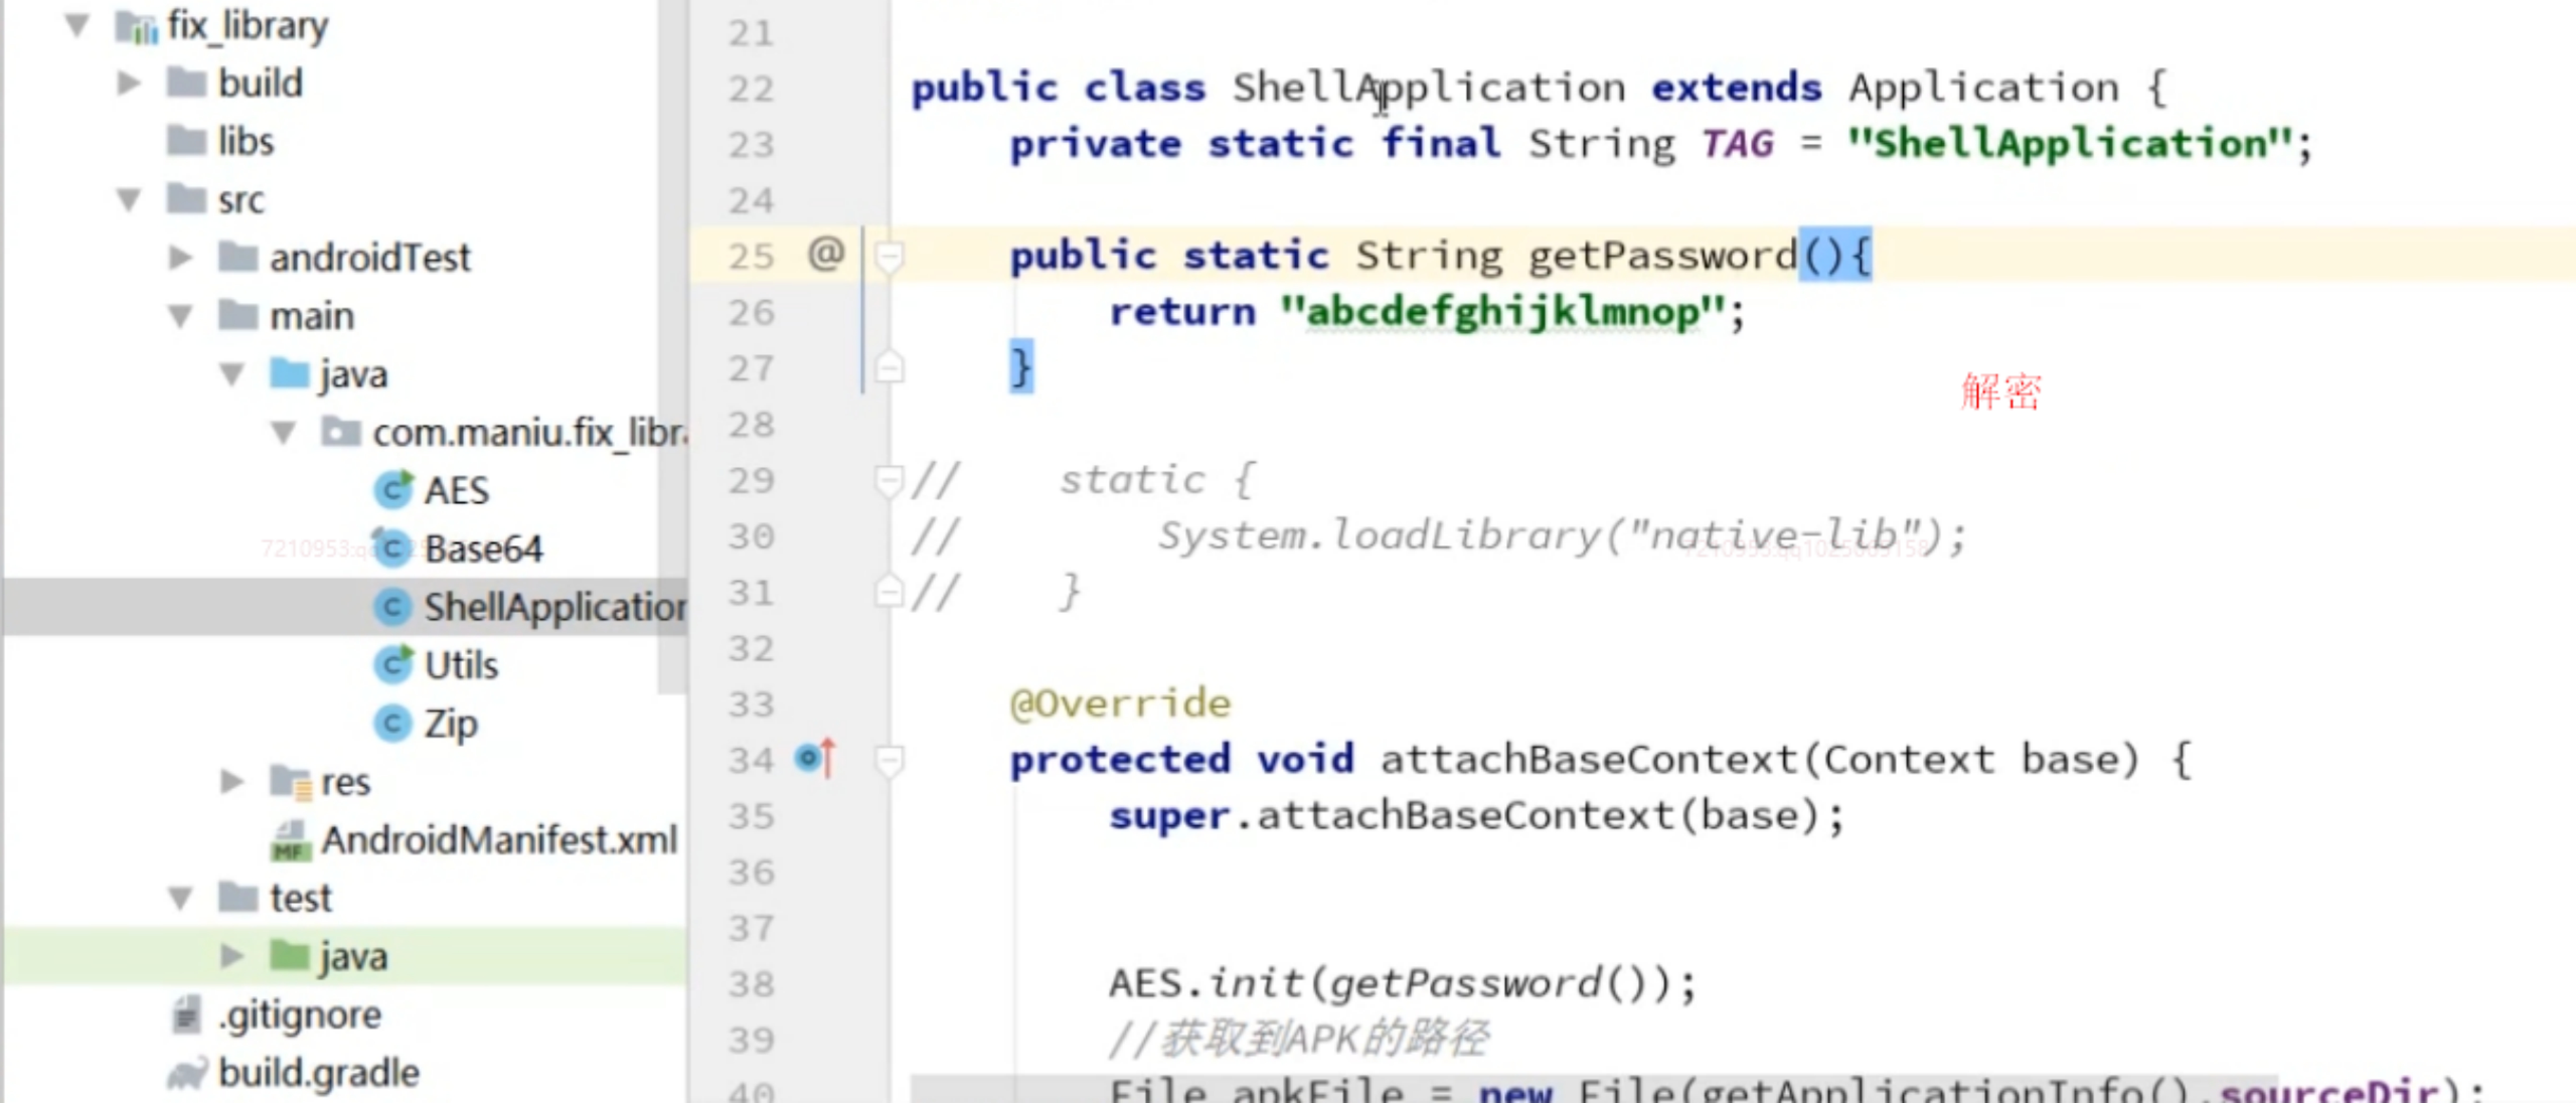 fix_library
build
libs
src
androidTest
main
java
com.maniu.fix_libr
AES
Base64
ShellApplication
Utils
Zip
res
AndroidManifest.xml
test
java
.gitignore
build.gradle
21
22 public class ShellApplication extends Application {
23 private static final String TAG = "ShellApplication";
24
25 @ public static String getPassword(){
26 return "abcdefghijklmnop";
27 }
解密
28
29 // static {
30 // System.loadLibrary("native-lib");
31 // }
32
33 @Override
34 protected void attachBaseContext(Context base) {
35 super.attachBaseContext(base);
36
37
38 AES.init(getPassword());
39 //获取到APK的路径
40 File apkFile = new File(getApplicationInfo().sourceDir);